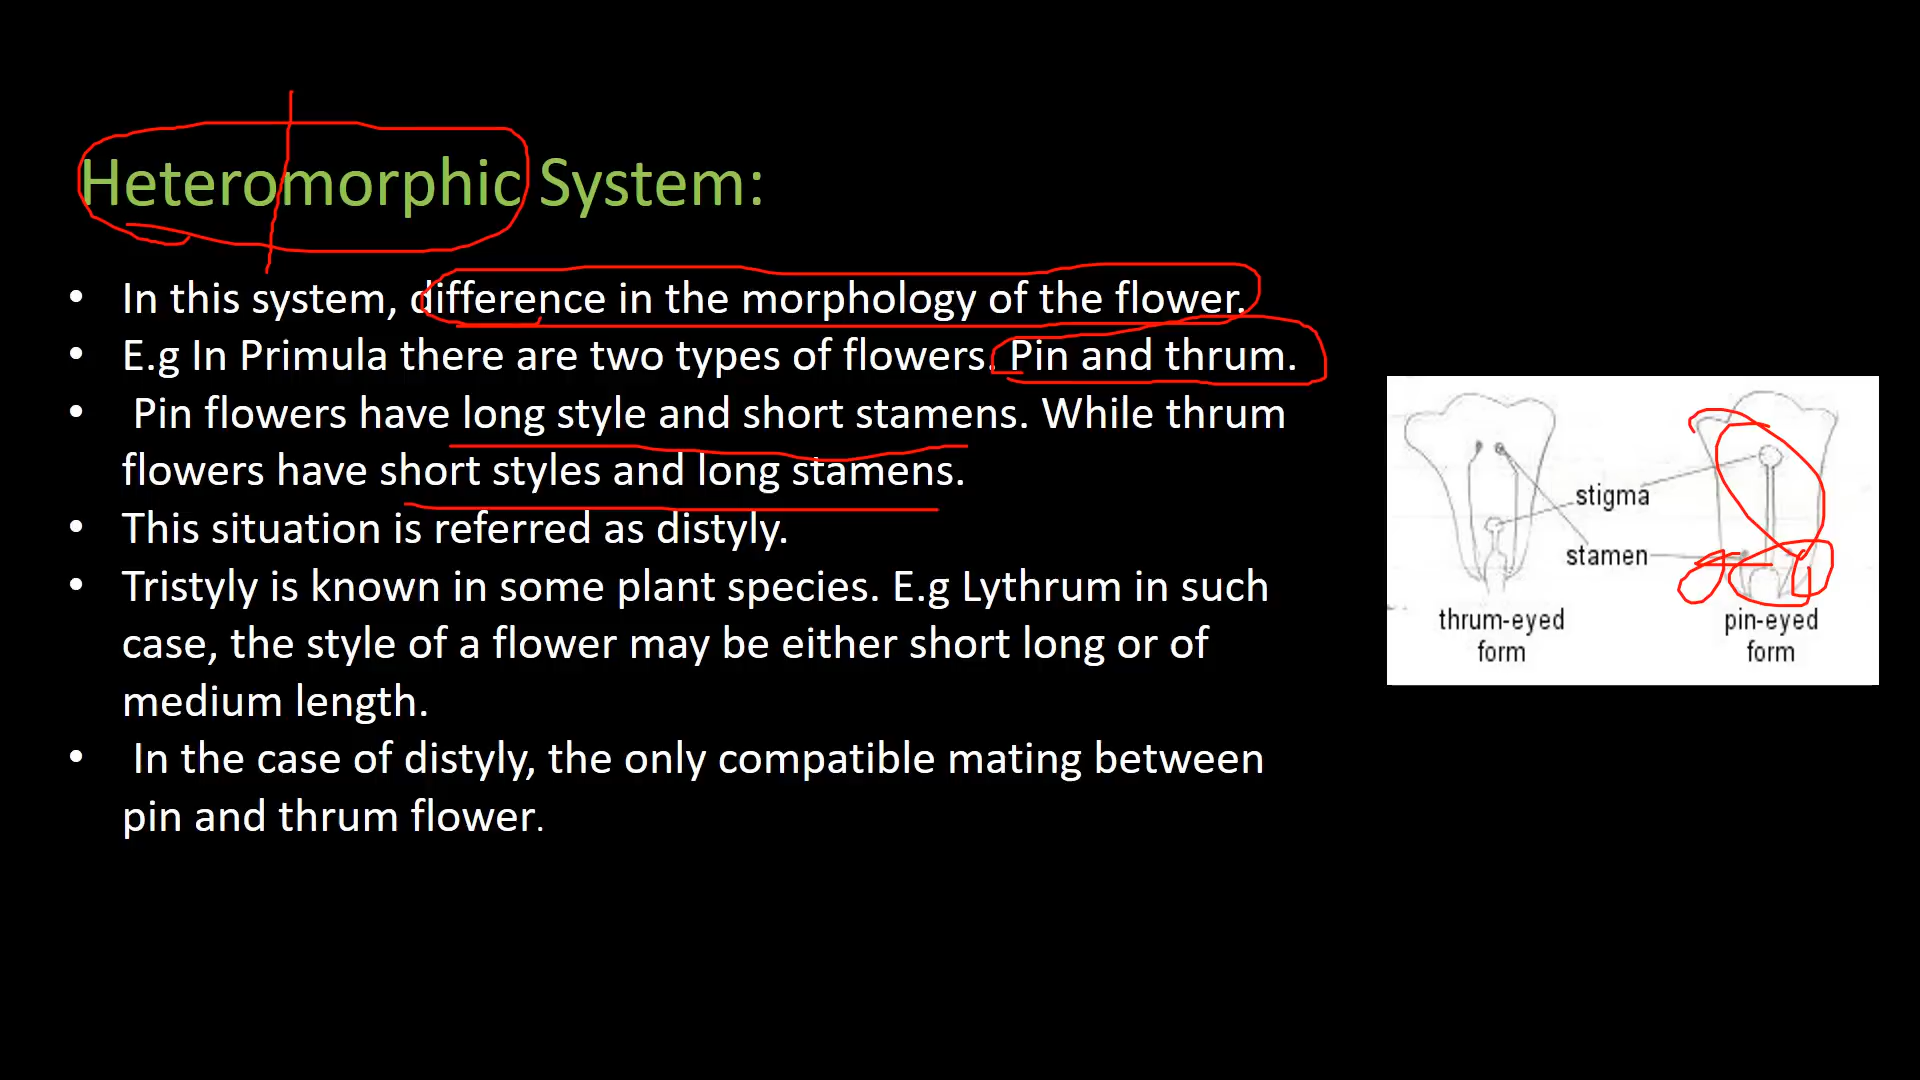 Heteromorphic System:
• In this system, difference in the morphology of the flower.
• E.g In Primula there are two types of flowers. Pin and thrum.
• Pin flowers have long style and short stamens. While thrum
flowers have short styles and long stamens.
• This situation is referred as distyly.
• Tristyly is known in some plant species. E.g Lythrum in such
case, the style of a flower may be either short long or of
medium length.
• In the case of distyly, the only compatible mating between
pin and thrum flower.
stigma
stamen
thrum-eyed
form
pin-eyed
form